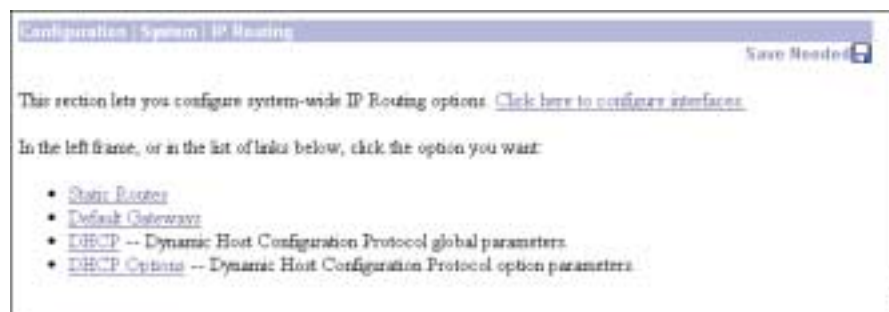 Configuration | System | IP Routing
Save Needed
This section lets you configure system-wide IP Routing options. Click here to configure interfaces.
In the left frame, or in the list of links below, click the option you want:
• Static Routes
• Default Gateways
• DHCP -- Dynamic Host Configuration Protocol global parameters.
• DHCP Options -- Dynamic Host Configuration Protocol option parameters.